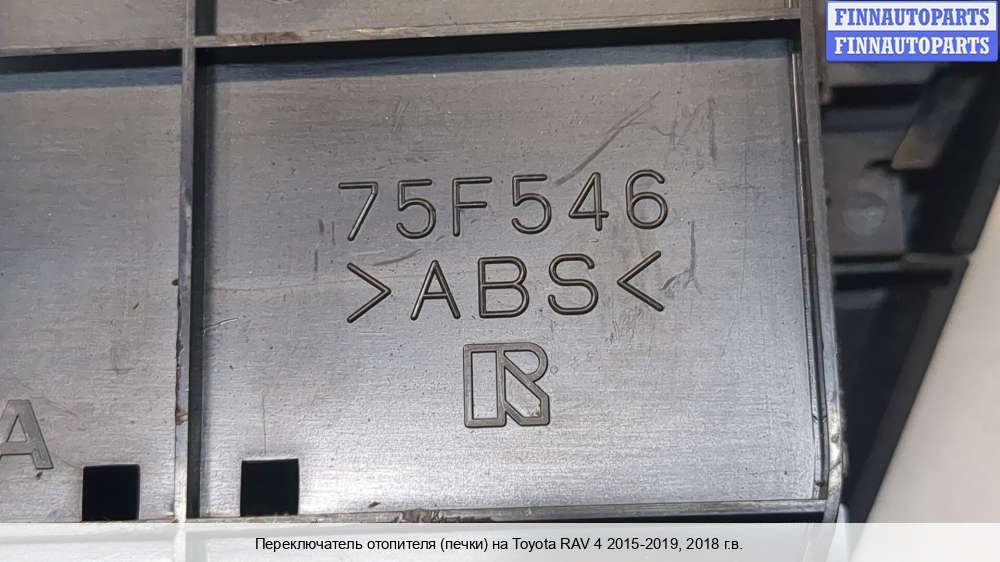 FINNAUTOPARTS
FINNAUTOPARTS
75F546
>ABS<
R
A
Переключатель отопителя (печки) на Toyota RAV 4 2015-2019, 2018 г.в.